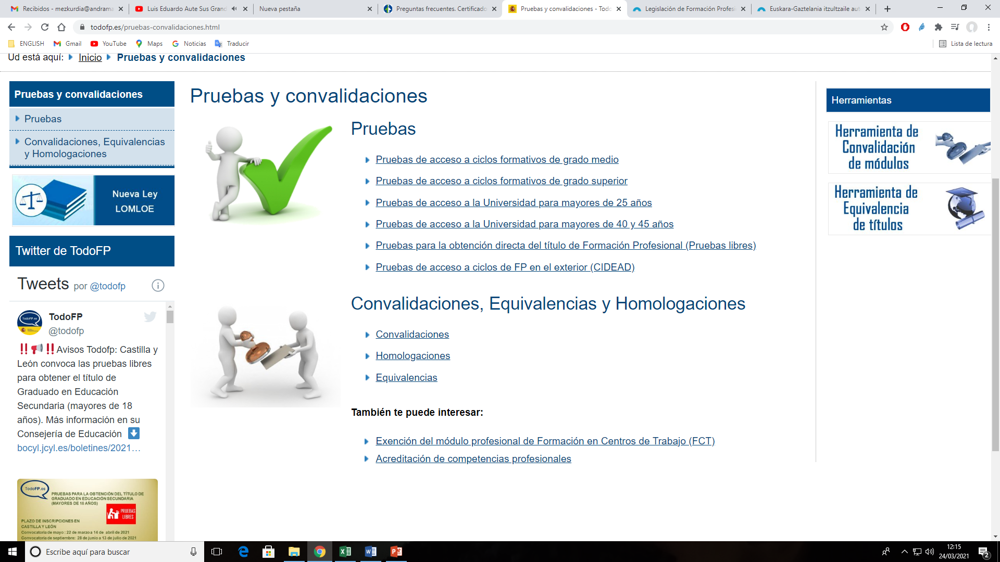 Recibidos - mezkurdia@andrama
Luis Eduardo Aute Sus Grand
Nueva pestaña
Preguntas frecuentes. Certificado
Pruebas y convalidaciones - Todo
Legislación de Formación Profesi
Euskara-Gaztelania itzultzaile aut
todofp.es/pruebas-convalidaciones.html
ENGLISH
Gmail
YouTube
Maps
Noticias
Traducir
Lista de lectura
Ud está aquí:
Inicio
Pruebas y convalidaciones
Pruebas y convalidaciones
Pruebas
Convalidaciones, Equivalencias
y Homologaciones
Nueva Ley
LOMLOE
Twitter de TodoFP
Tweets por @todofp
TodoFP.es
TodoFP
@todofp
‼️📢‼️Avisos Todofp: Castilla y
León convoca las pruebas libres
para obtener el título de
Graduado en Educación
Secundaria (mayores de 18
años). Más información en su
Consejería de Educación ⬇️
bocyl.jcyl.es/boletines/2021…
TodoFP.es
PRUEBAS PARA LA OBTENCIÓN DEL TÍTULO DE
GRADUADO EN EDUCACIÓN SECUNDARIA
(MAYORES DE 18 AÑOS)
PRUEBAS
LIBRES
PLAZO DE INSCRIPCIONES EN
CASTILLA Y LEÓN
Convocatoria de mayo : 22 de marzo a 14 de abril de 2021
Convocatoria de septiembre: 28 de junio a 13 de julio de 2021
Pruebas y convalidaciones
Pruebas
Pruebas de acceso a ciclos formativos de grado medio
Pruebas de acceso a ciclos formativos de grado superior
Pruebas de acceso a la Universidad para mayores de 25 años
Pruebas de acceso a la Universidad para mayores de 40 y 45 años
Pruebas para la obtención directa del título de Formación Profesional (Pruebas libres)
Pruebas de acceso a ciclos de FP en el exterior (CIDEAD)
Convalidaciones, Equivalencias y Homologaciones
Convalidaciones
Homologaciones
Equivalencias
También te puede interesar:
Exención del módulo profesional de Formación en Centros de Trabajo (FCT)
Acreditación de competencias profesionales
Herramientas
Herramienta de
Convalidación
de módulos
Herramienta de
Equivalencia
de títulos
Escribe aquí para buscar
12:15
24/03/2021
2